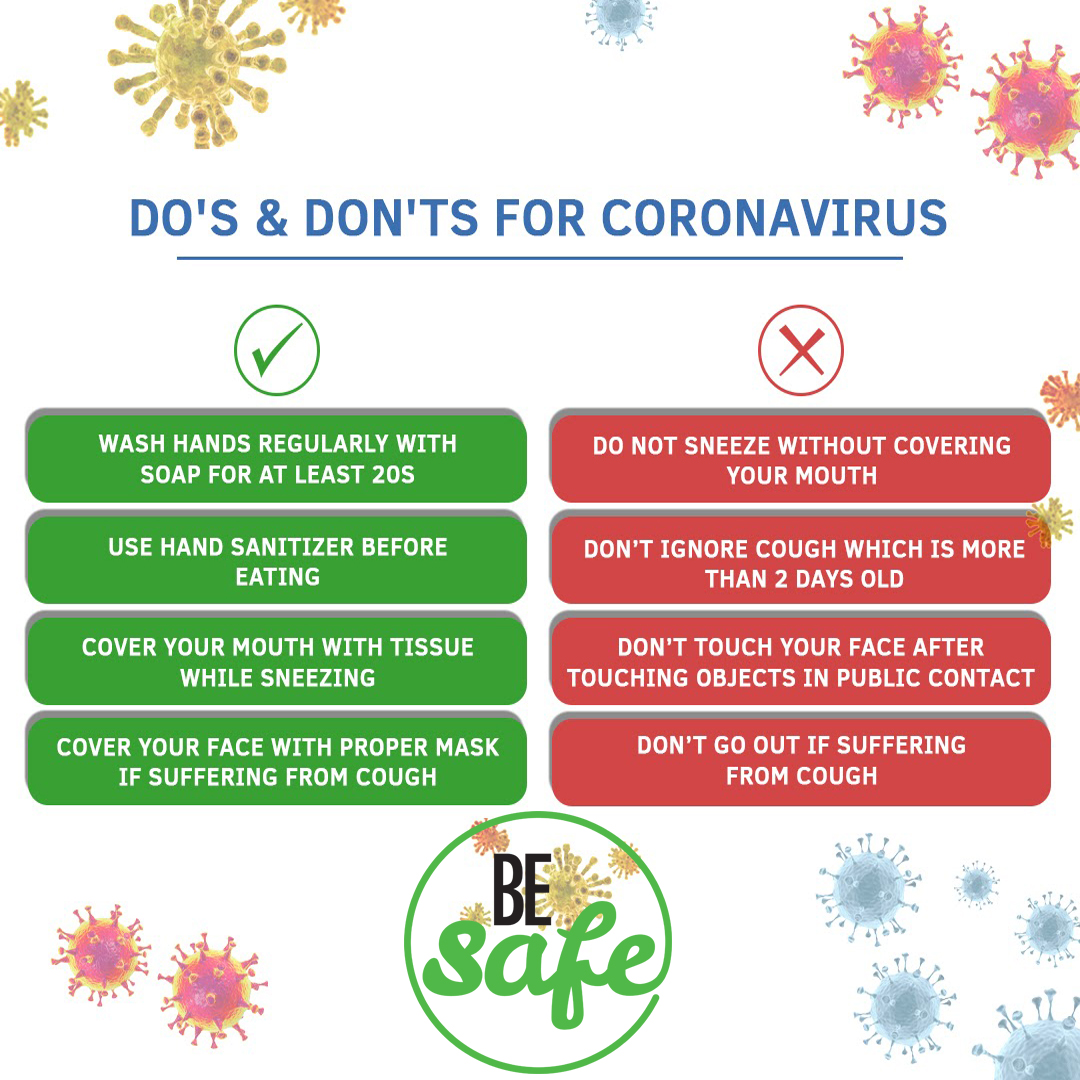 DO'S & DON'TS FOR CORONAVIRUS
WASH HANDS REGULARLY WITH
SOAP FOR AT LEAST 20S
USE HAND SANITIZER BEFORE
EATING
COVER YOUR MOUTH WITH TISSUE
WHILE SNEEZING
COVER YOUR FACE WITH PROPER MASK
IF SUFFERING FROM COUGH
DO NOT SNEEZE WITHOUT COVERING
YOUR MOUTH
DON’T IGNORE COUGH WHICH IS MORE
THAN 2 DAYS OLD
DON’T TOUCH YOUR FACE AFTER
TOUCHING OBJECTS IN PUBLIC CONTACT
DON’T GO OUT IF SUFFERING
FROM COUGH
BE
safe